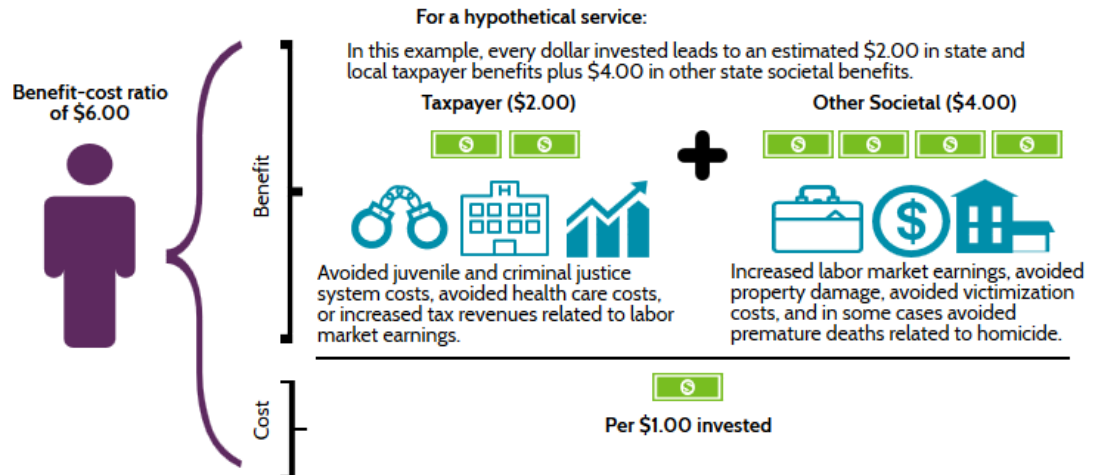 For a hypothetical service:
In this example, every dollar invested leads to an estimated $2.00 in state and
local taxpayer benefits plus $4.00 in other state societal benefits.
Benefit-cost ratio
of $6.00
Benefit
Taxpayer ($2.00)
$ $
H
Avoided juvenile and criminal justice
system costs, avoided health care costs,
or increased tax revenues related to labor
market earnings.
+
Other Societal ($4.00)
$ $ $ $
$
Increased labor market earnings, avoided
property damage, avoided victimization
costs, and in some cases avoided
premature deaths related to homicide.
Cost
$
Per $1.00 invested